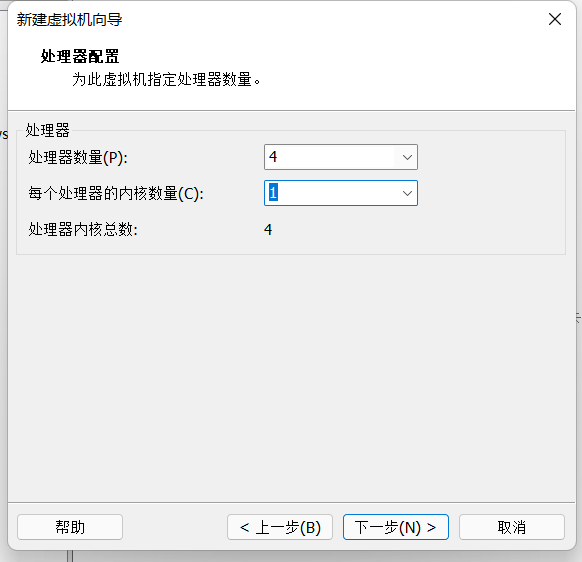 新建虚拟机向导
处理器配置
为此虚拟机指定处理器数量。
处理器
处理器数量(P):
4
每个处理器的内核数量(C):
1
处理器内核总数:
4
帮助
< 上一步(B)
下一步(N) >
取消